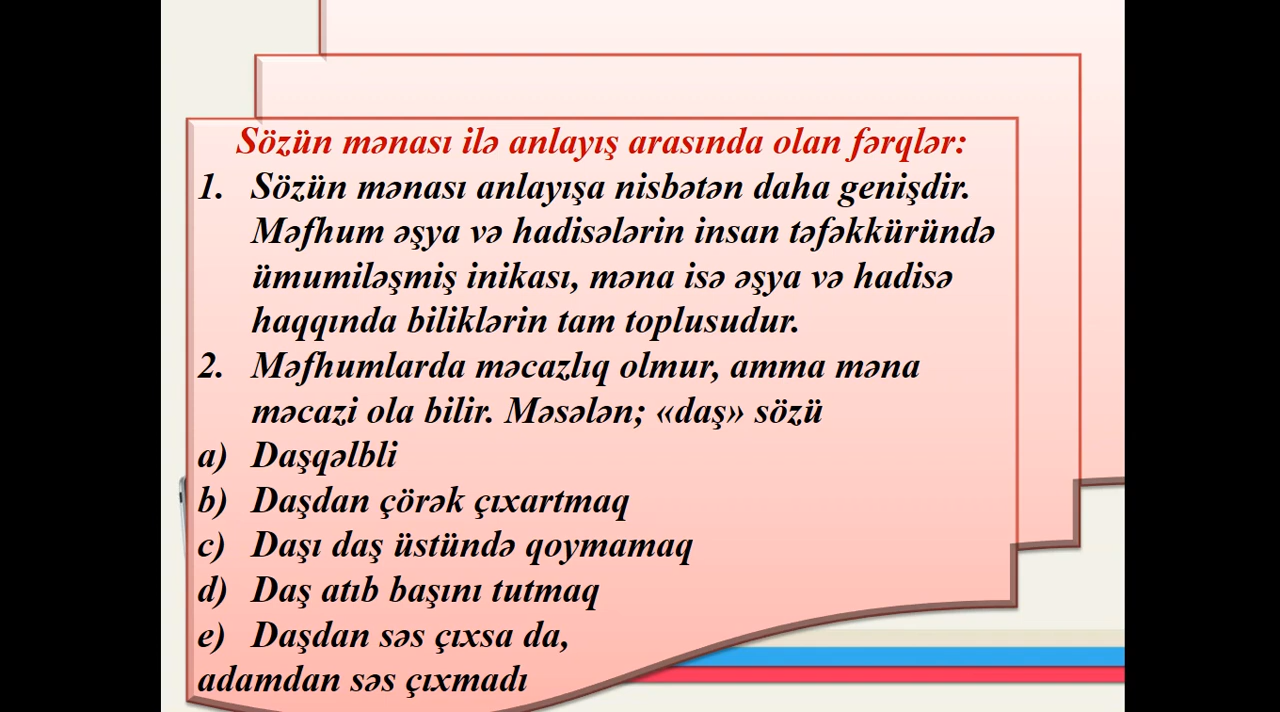 Sözün mənası ilə anlayış arasında olan fərqlər:
1. Sözün mənası anlayışa nisbətən daha genişdir.
Məfhum əşya və hadisələrin insan təfəkküründə
ümumiləşmiş inikası, məna isə əşya və hadisə
haqqında biliklərin tam toplusudur.
2. Məfhumlarda məcazlıq olmur, amma məna
məcazi ola bilir. Məsələn; «daş» sözü
a) Daşqəlbli
b) Daşdan çörək çıxartmaq
c) Daşı daş üstündə qoymamaq
d) Daş atıb başını tutmaq
e) Daşdan səs çıxsa da,
adamdan səs çıxmadı